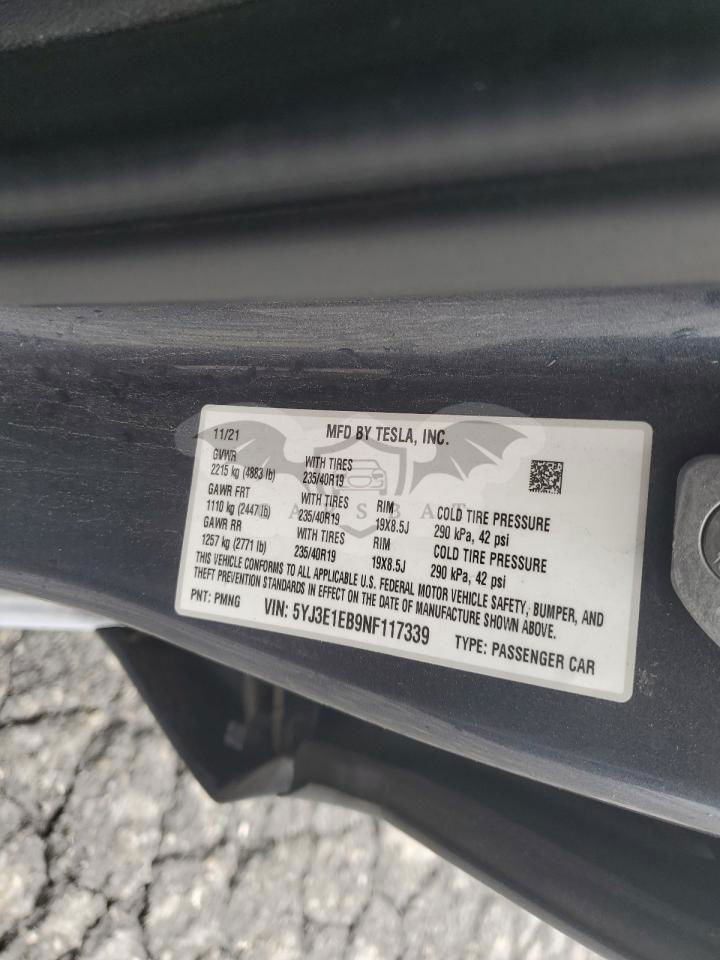 11/21 MFD BY TESLA, INC.
GVWR
2215 kg (4883 lb) WITH TIRES 235/40R19
GAWR FRT
1110 kg (2447 lb) WITH TIRES 235/40R19 RIM 19X8.5J COLD TIRE PRESSURE 290 kPa, 42 psi
GAWR RR
1257 kg (2771 lb) WITH TIRES 235/40R19 RIM 19X8.5J COLD TIRE PRESSURE 290 kPa, 42 psi
THIS VEHICLE CONFORMS TO ALL APPLICABLE U.S. FEDERAL MOTOR VEHICLE SAFETY, BUMPER, AND
THEFT PREVENTION STANDARDS IN EFFECT ON THE DATE OF MANUFACTURE SHOWN ABOVE.
PNT: PMNG VIN: 5YJ3E1EB9NF117339 TYPE: PASSENGER CAR